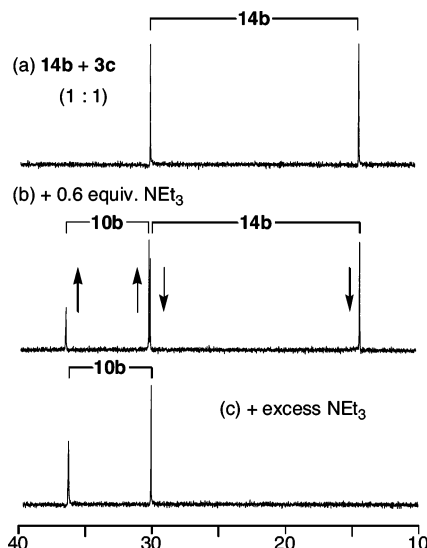 14b
(a) 14b + 3c
(1 : 1)
(b) + 0.6 equiv. NEt₃
10b 14b
10b
(c) + excess NEt₃
40 30 20 10